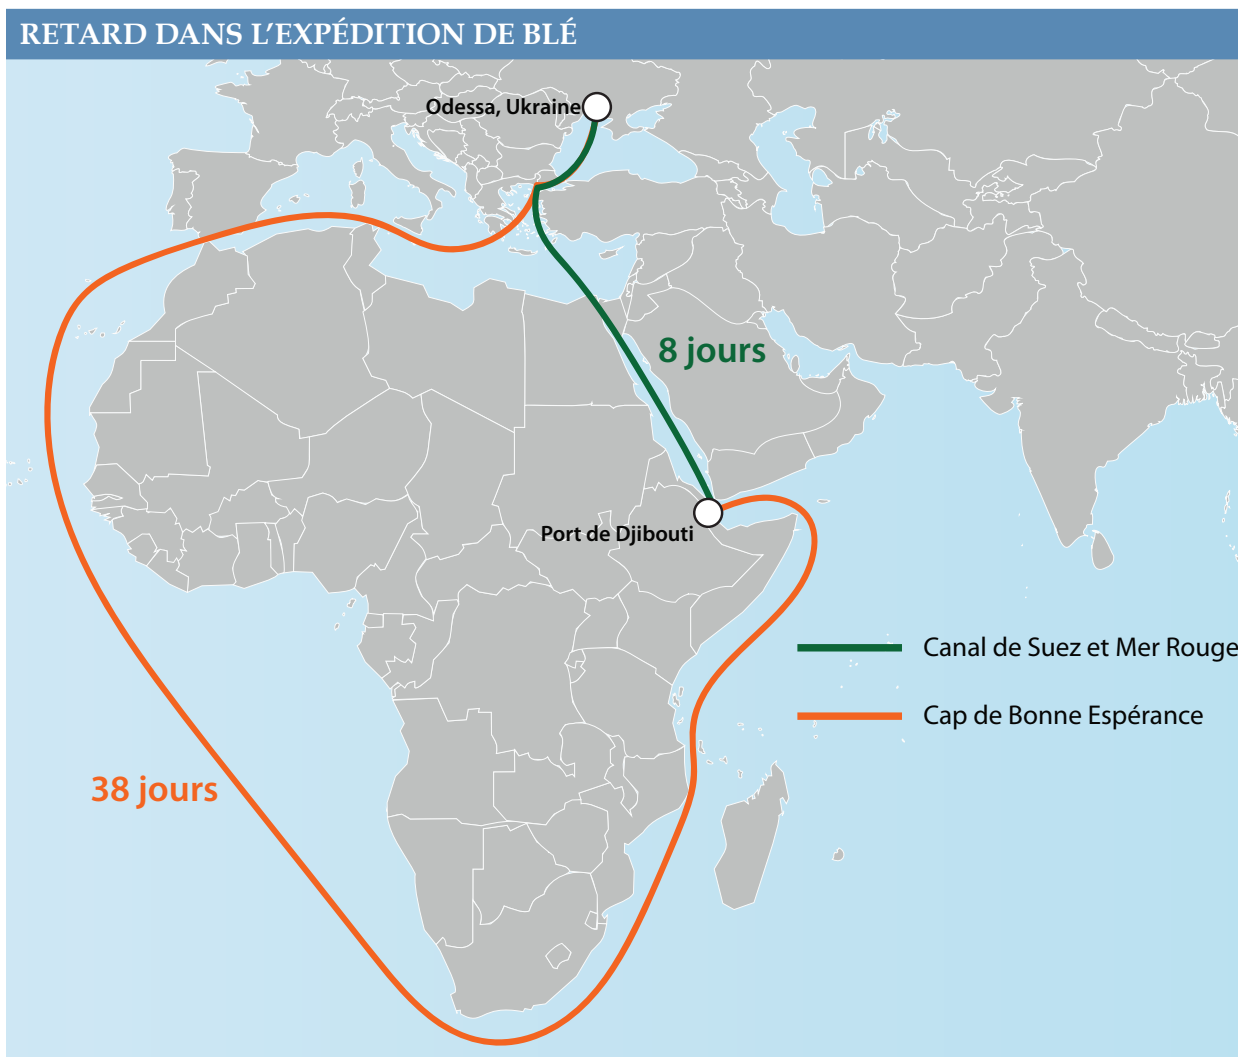 RETARD DANS L'EXPÉDITION DE BLÉ
Odessa, Ukraine
8 jours
Port de Djibouti
Canal de Suez et Mer Rouge
Cap de Bonne Espérance
38 jours